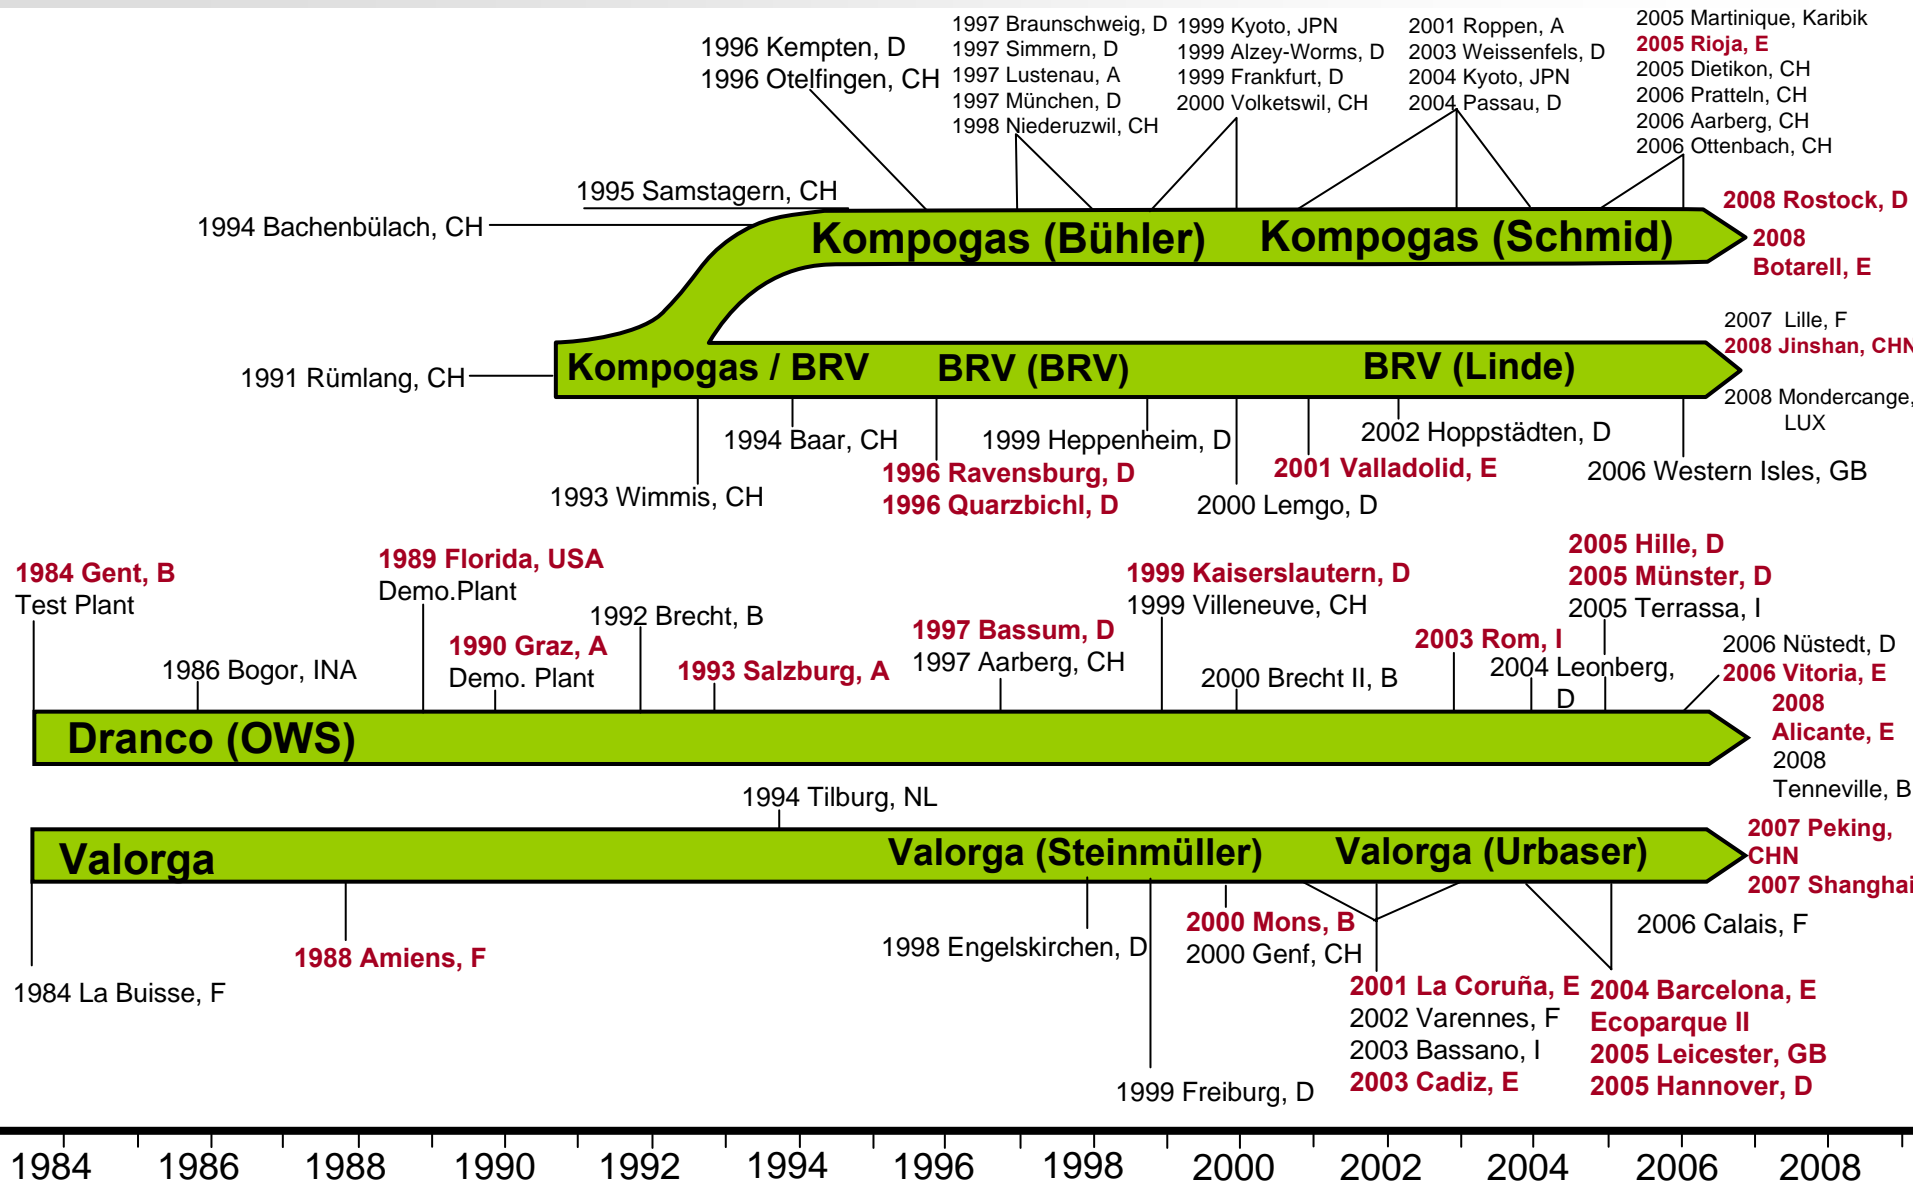 1996 Kempten, D
1996 Otelfingen, CH
1997 Braunschweig, D
1997 Simmern, D
1997 Lustenau, A
1997 München, D
1998 Niederuzwil, CH
1999 Kyoto, JPN
1999 Alzey-Worms, D
1999 Frankfurt, D
2000 Volketswil, CH
2001 Roppen, A
2003 Weissenfels, D
2004 Kyoto, JPN
2004 Passau, D
2005 Martinique, Karibik
2005 Rioja, E
2005 Dietikon, CH
2006 Pratteln, CH
2006 Aarberg, CH
2006 Ottenbach, CH
1995 Samstagern, CH
1994 Bachenbülach, CH
Kompogas (Bühler)
Kompogas (Schmid)
2008 Rostock, D
2008
Botarell, E
1991 Rümlang, CH
Kompogas / BRV
BRV (BRV)
BRV (Linde)
2007 Lille, F
2008 Jinshan, CHN
2008 Mondercange,
LUX
1993 Wimmis, CH
1994 Baar, CH
1996 Ravensburg, D
1996 Quarzbichl, D
1999 Heppenheim, D
2000 Lemgo, D
2001 Valladolid, E
2002 Hoppstädten, D
2006 Western Isles, GB
1984 Gent, B
Test Plant
1986 Bogor, INA
1989 Florida, USA
Demo.Plant
1990 Graz, A
Demo. Plant
1992 Brecht, B
1993 Salzburg, A
1997 Bassum, D
1997 Aarberg, CH
1999 Kaiserslautern, D
1999 Villeneuve, CH
2000 Brecht II, B
2003 Rom, I
2004 Leonberg,
D
2005 Hille, D
2005 Münster, D
2005 Terrassa, I
2006 Nüstedt, D
2006 Vitoria, E
2008
Alicante, E
2008
Tenneville, B
Dranco (OWS)
1994 Tilburg, NL
Valorga
Valorga (Steinmüller)
Valorga (Urbaser)
2007 Peking,
CHN
2007 Shanghai
1984 La Buisse, F
1988 Amiens, F
1998 Engelskirchen, D
1999 Freiburg, D
2000 Mons, B
2000 Genf, CH
2001 La Coruña, E
2002 Varennes, F
2003 Bassano, I
2003 Cadiz, E
2004 Barcelona, E
Ecoparque II
2005 Leicester, GB
2005 Hannover, D
2006 Calais, F
1984 1986 1988 1990 1992 1994 1996 1998 2000 2002 2004 2006 2008